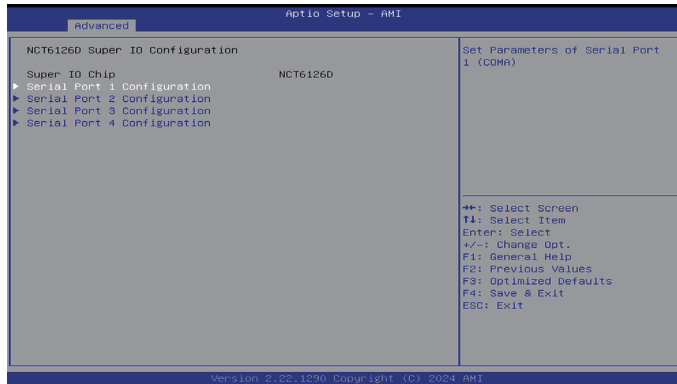 Aptio Setup - AMI
Advanced
NCT6126D Super IO Configuration
Super IO Chip NCT6126D
▶ Serial Port 1 Configuration
▶ Serial Port 2 Configuration
▶ Serial Port 3 Configuration
▶ Serial Port 4 Configuration
Set Parameters of Serial Port
1 (COMA)
→←: Select Screen
↑↓: Select Item
Enter: Select
+/-: Change Opt.
F1: General Help
F2: Previous Values
F3: Optimized Defaults
F4: Save & Exit
ESC: Exit
Version 2.22.1290 Copyright (C) 2024 AMI